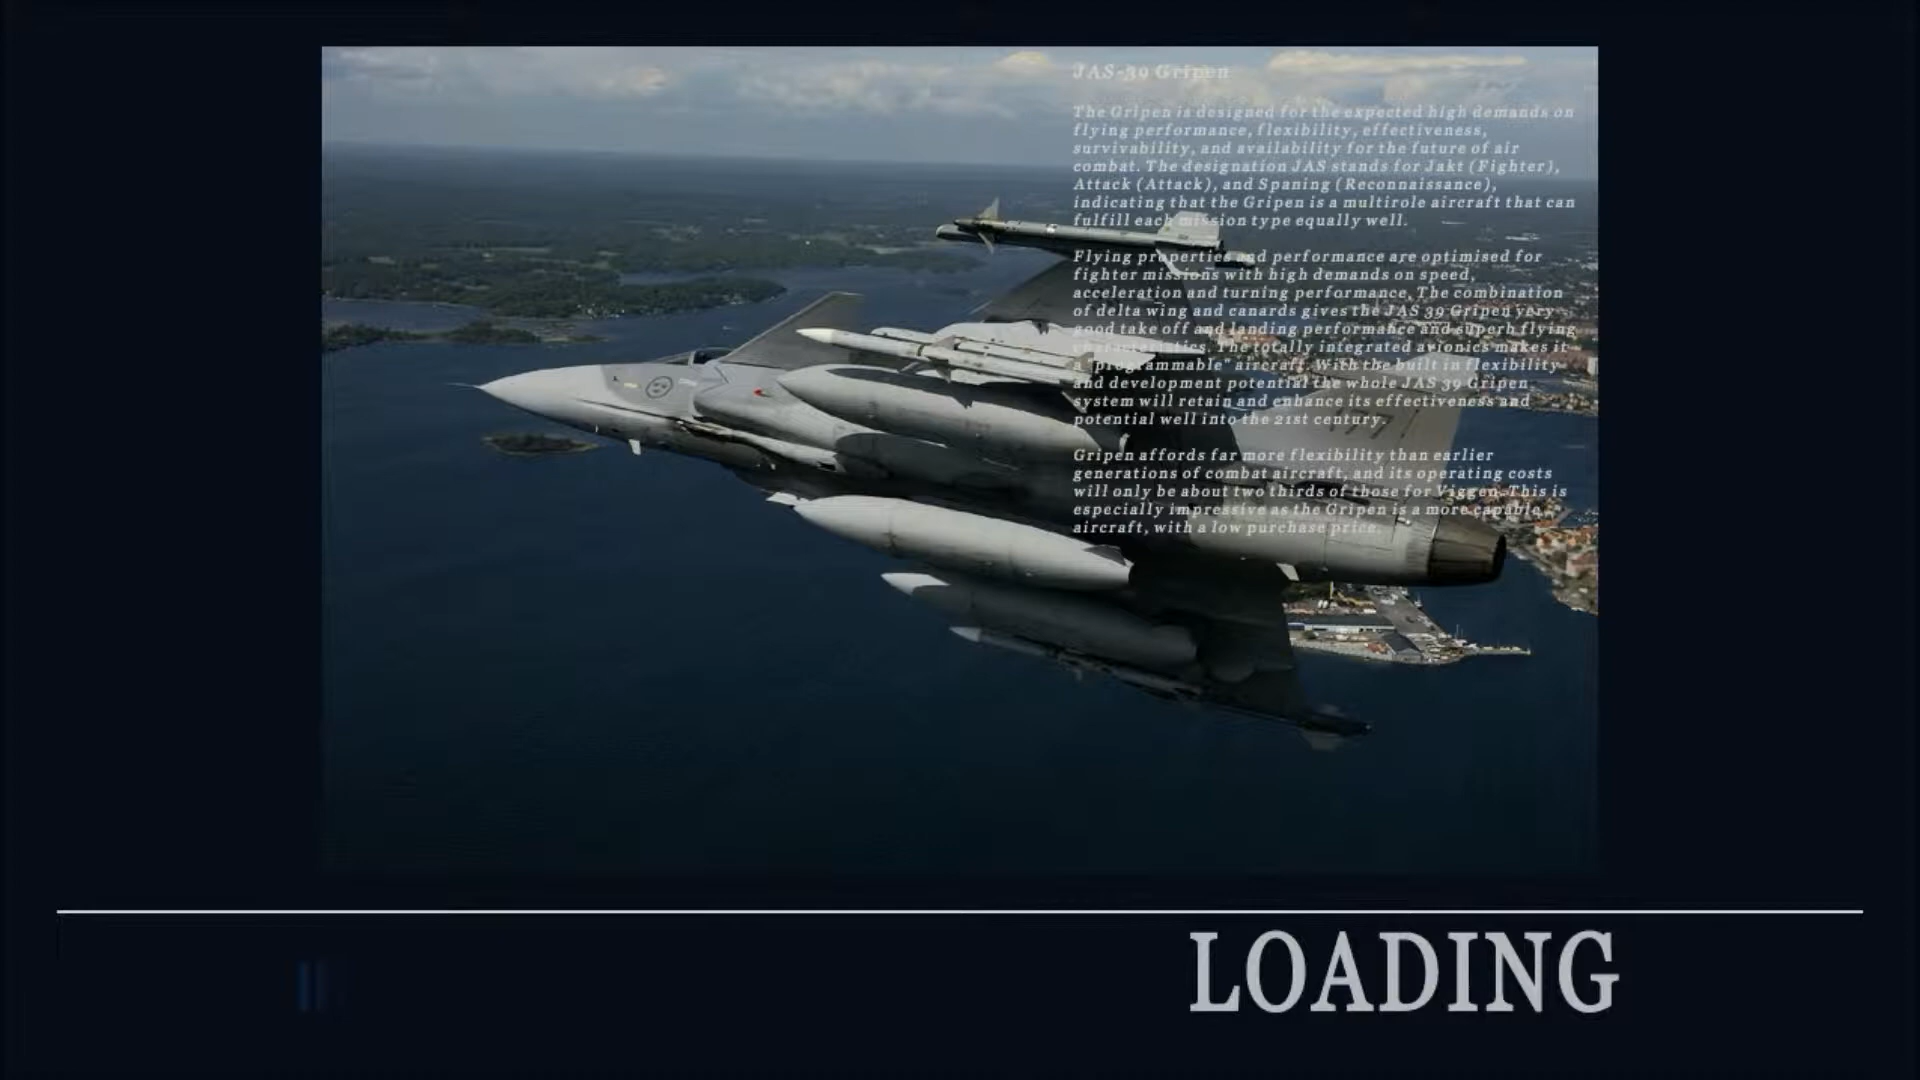 JAS-39 Gripen
The Gripen is designed for the expected high demands on
flying performance, flexibility, effectiveness,
survivability, and availability for the future of air
combat. The designation JAS stands for Jakt (Fighter),
Attack (Attack), and Spaning (Reconnaissance),
indicating that the Gripen is a multirole aircraft that can
fulfill each mission type equally well.
Flying properties and performance are optimised for
fighter missions with high demands on speed,
acceleration and turning performance. The combination
of delta wing and canards gives the JAS 39 Gripen very
good take off and landing performance and superb flying
characteristics. The totally integrated avionics makes it
a "programmable" aircraft. With the built in flexibility
and development potential the whole JAS 39 Gripen
system will retain and enhance its effectiveness and
potential well into the 21st century.
Gripen affords far more flexibility than earlier
generations of combat aircraft, and its operating costs
will only be about two thirds of those for Viggen. This is
especially impressive as the Gripen is a more capable
aircraft, with a low purchase price.
177
LOADING